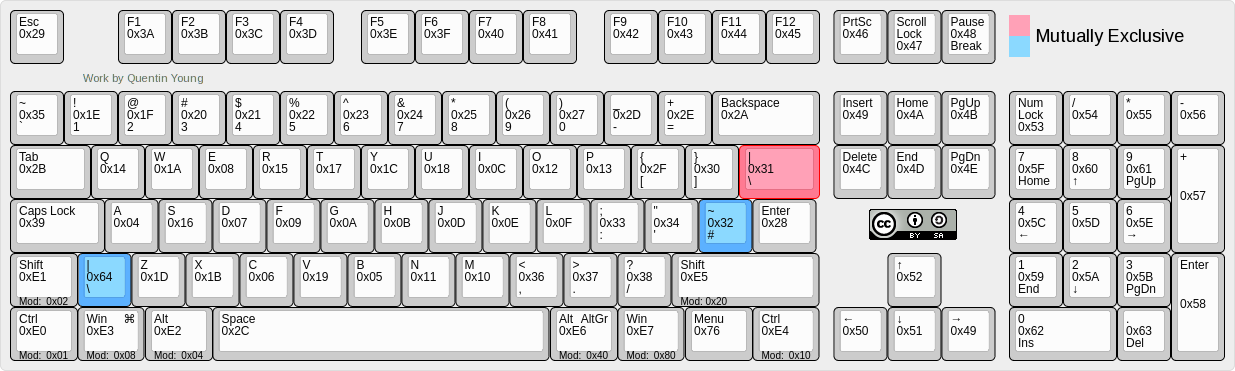 Esc
0x29
F1
0x3A
F2
0x3B
F3
0x3C
F4
0x3D
F5
0x3E
F6
0x3F
F7
0x40
F8
0x41
F9
0x42
F10
0x43
F11
0x44
F12
0x45
PrtSc
0x46
Scroll
Lock
0x47
Pause
0x48
Break
Mutually Exclusive
Work by Quentin Young
~
0x35
`
!
0x1E
1
@
0x1F
2
#
0x20
3
$
0x21
4
%
0x22
5
^
0x23
6
&
0x24
7
*
0x25
8
(
0x26
9
)
0x27
0
_
0x2D
-
+
0x2E
=
Backspace
0x2A
Insert
0x49
Home
0x4A
PgUp
0x4B
Num
Lock
0x53
/
0x54
*
0x55
-
0x56
Tab
0x2B
Q
0x14
W
0x1A
E
0x08
R
0x15
T
0x17
Y
0x1C
U
0x18
I
0x0C
O
0x12
P
0x13
{
0x2F
[
}
0x30
]
|
0x31
\
Delete
0x4C
End
0x4D
PgDn
0x4E
7
0x5F
Home
8
0x60
↑
9
0x61
PgUp
+
0x57
Caps Lock
0x39
A
0x04
S
0x16
D
0x07
F
0x09
G
0x0A
H
0x0B
J
0x0D
K
0x0E
L
0x0F
;
0x33
:
"
0x34
'
~
0x32
#
Enter
0x28
cc
BY SA
4
0x5C
←
5
0x5D
6
0x5E
→
Shift
0xE1
Mod: 0x02
|
0x64
\
Z
0x1D
X
0x1B
C
0x06
V
0x19
B
0x05
N
0x11
M
0x10
<
0x36
,
>
0x37
.
?
0x38
/
Shift
0xE5
Mod: 0x20
↑
0x52
1
0x59
End
2
0x5A
↓
3
0x5B
PgDn
Enter
0x58
Ctrl
0xE0
Mod: 0x01
Win ⌘
0xE3
Mod: 0x08
Alt
0xE2
Mod: 0x04
Space
0x2C
Alt AltGr
0xE6
Mod: 0x40
Win
0xE7
Mod: 0x80
Menu
0x76
Ctrl
0xE4
Mod: 0x10
←
0x50
↓
0x51
→
0x49
0
0x62
Ins
.
0x63
Del